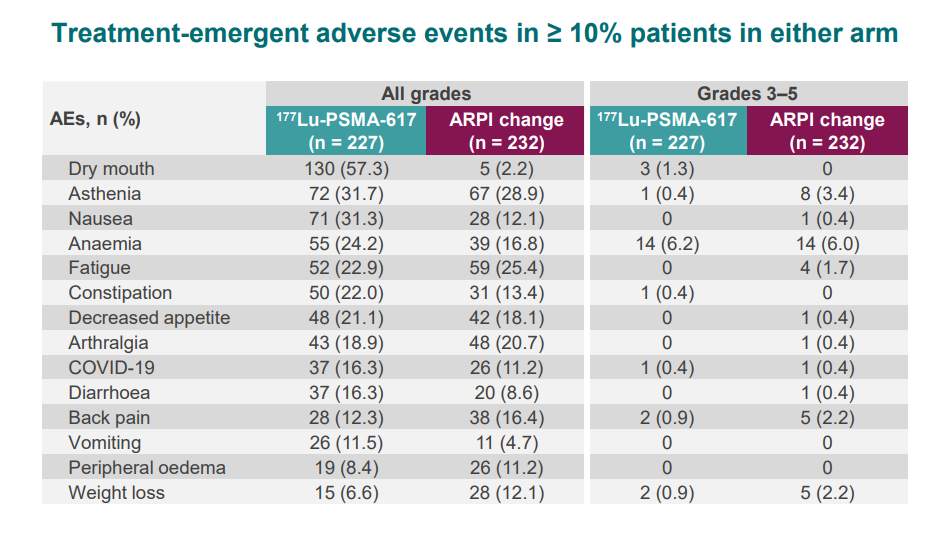 Treatment-emergent adverse events in ≥ 10% patients in either arm
All grades Grades 3–5
AEs, n (%) ¹⁷⁷Lu-PSMA-617 (n = 227) ARPI change (n = 232) ¹⁷⁷Lu-PSMA-617 (n = 227) ARPI change (n = 232)
Dry mouth 130 (57.3) 5 (2.2) 3 (1.3) 0
Asthenia 72 (31.7) 67 (28.9) 1 (0.4) 8 (3.4)
Nausea 71 (31.3) 28 (12.1) 0 1 (0.4)
Anaemia 55 (24.2) 39 (16.8) 14 (6.2) 14 (6.0)
Fatigue 52 (22.9) 59 (25.4) 0 4 (1.7)
Constipation 50 (22.0) 31 (13.4) 1 (0.4) 0
Decreased appetite 48 (21.1) 42 (18.1) 0 1 (0.4)
Arthralgia 43 (18.9) 48 (20.7) 0 1 (0.4)
COVID-19 37 (16.3) 26 (11.2) 1 (0.4) 1 (0.4)
Diarrhoea 37 (16.3) 20 (8.6) 0 1 (0.4)
Back pain 28 (12.3) 38 (16.4) 2 (0.9) 5 (2.2)
Vomiting 26 (11.5) 11 (4.7) 0 0
Peripheral oedema 19 (8.4) 26 (11.2) 0 0
Weight loss 15 (6.6) 28 (12.1) 2 (0.9) 5 (2.2)